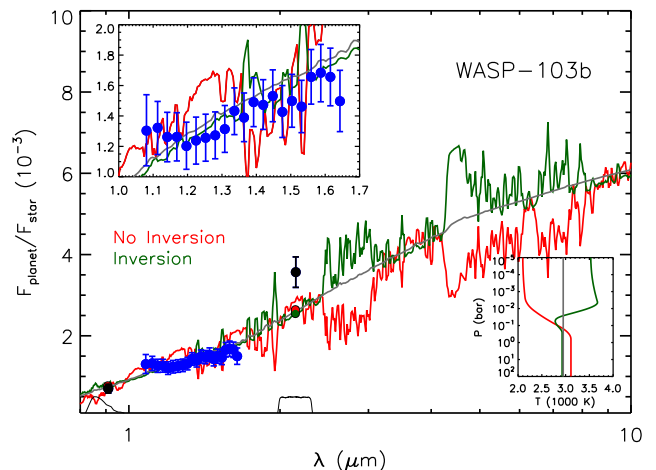 WASP-103b
F_planet/F_star (10^-3)
10
8
6
4
2
2.0
1.8
1.6
1.4
1.2
1.0
1.0 1.1 1.2 1.3 1.4 1.5 1.6 1.7
No Inversion
Inversion
P (bar)
10^-5
10^-4
10^-3
10^-2
10^-1
10^0
10^1
10^2
2.0 2.5 3.0 3.5 4.0
T (1000 K)
1 10
λ (μm)